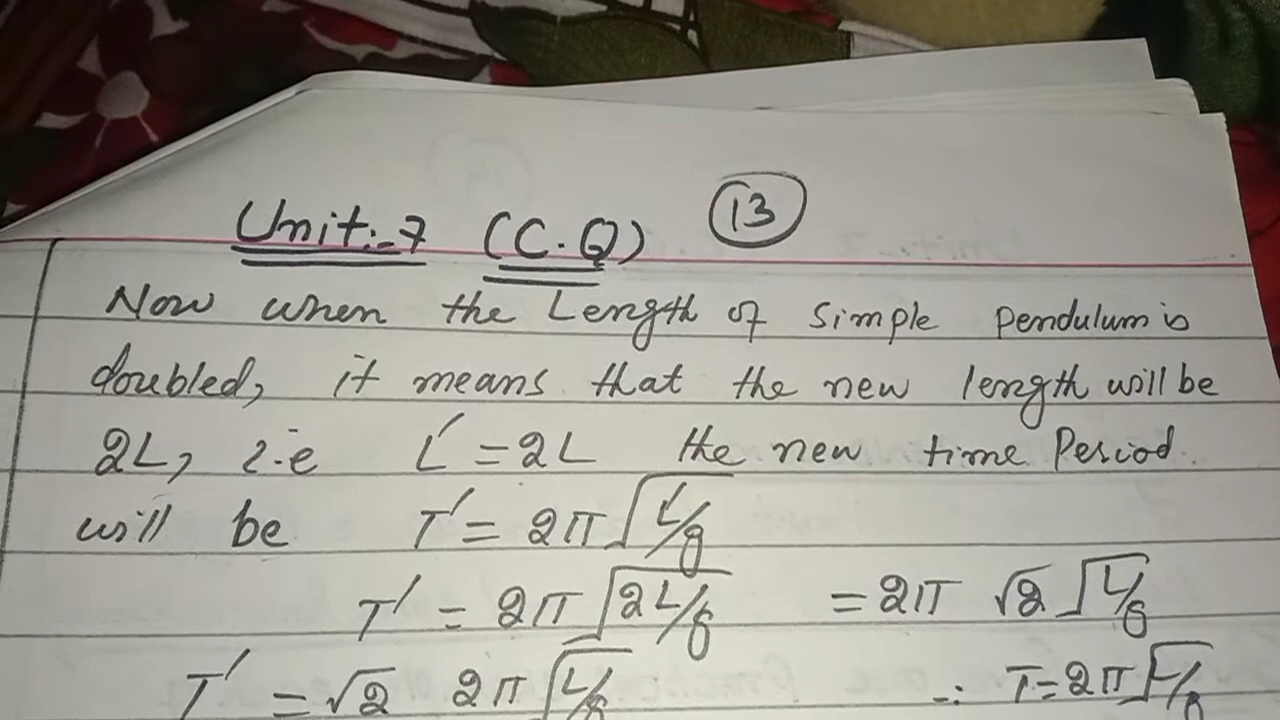 Unit:-7 (C.Q) 13
Now when the Length of simple pendulum is
doubled, it means that the new length will be
2L, i.e L' = 2L the new time Period.
will be T' = 2π √L'/g
T' = 2π √2L/g = 2π √2 √L/g
T' = √2 2π √L/g ∴ T = 2π √L/g